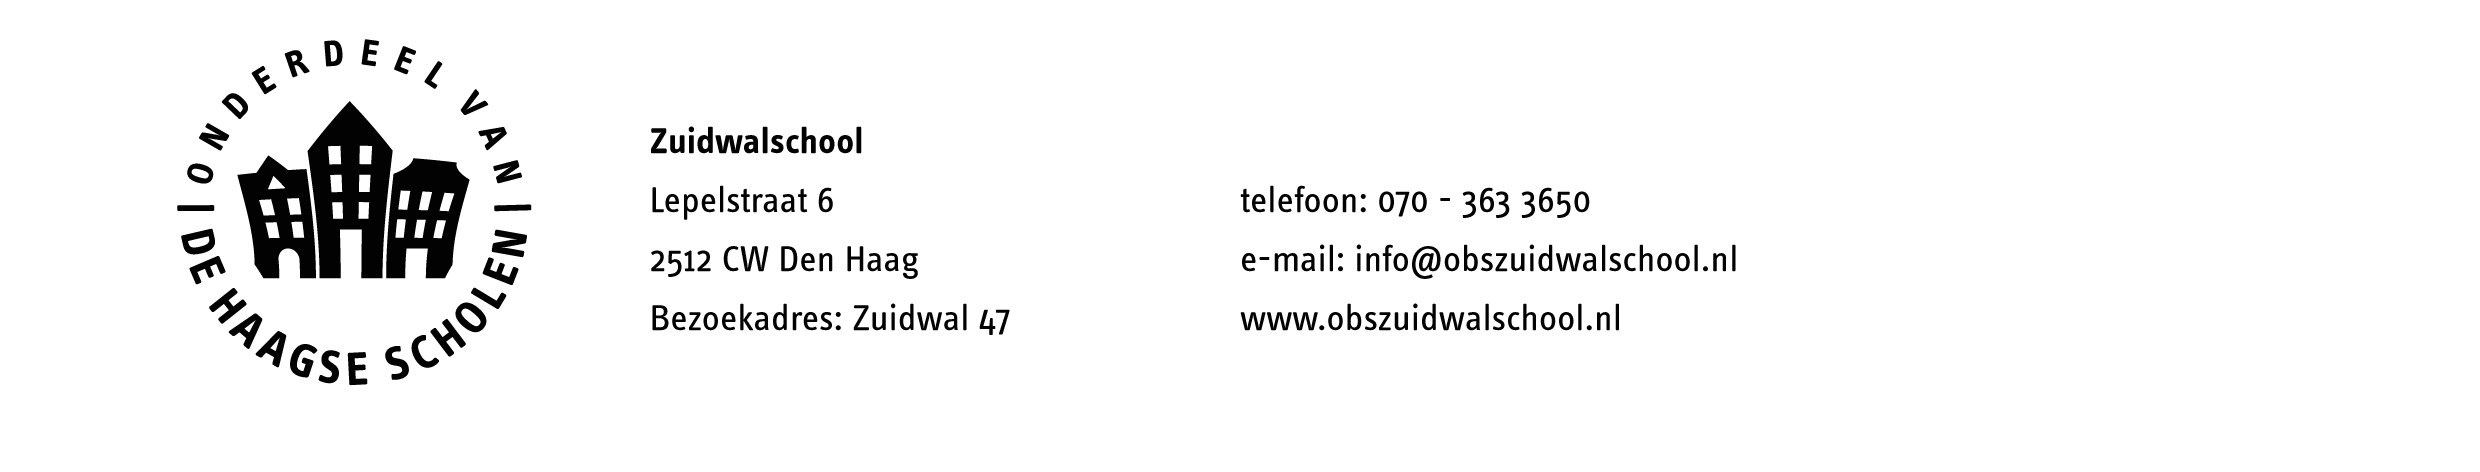 ONDERDEEL VAN
DE HAAGSE SCHOLEN
Zuidwalschool
Lepelstraat 6
2512 CW Den Haag
Bezoekadres: Zuidwal 47
telefoon: 070 - 363 3650
e-mail: info@obszuidwalschool.nl
www.obszuidwalschool.nl